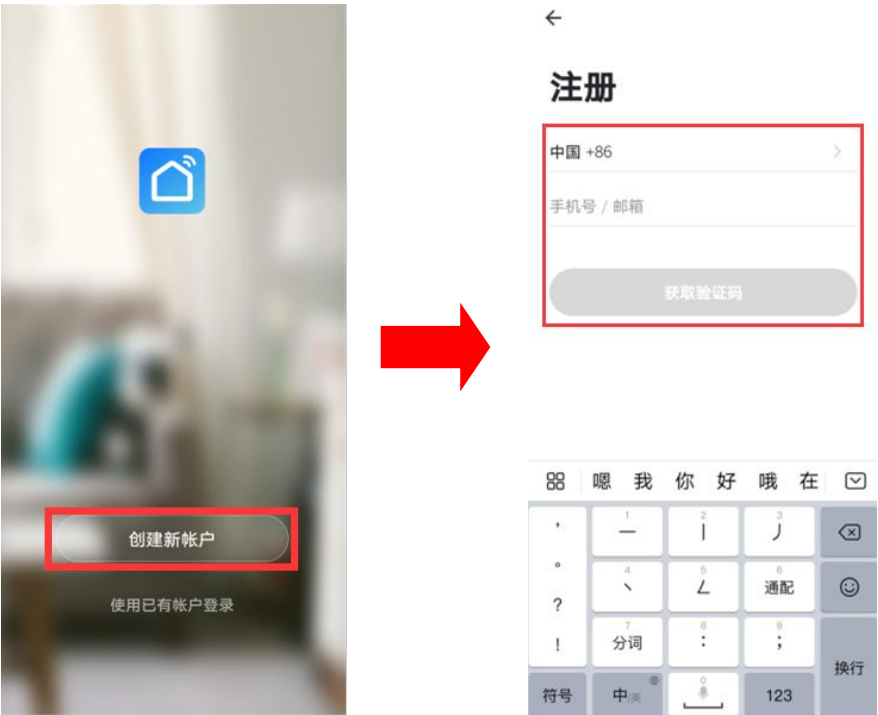 创建新帐户
使用已有帐户登录
注册
中国 +86
手机号 / 邮箱
获取验证码
嗯 我 你 好 哦 在
， 1 一 2 丨 3 丿
。 4 丶 5 ㄥ 6 通配
?
! 7 分词 8 : 9 ;
换行
符号 中/英 0 123